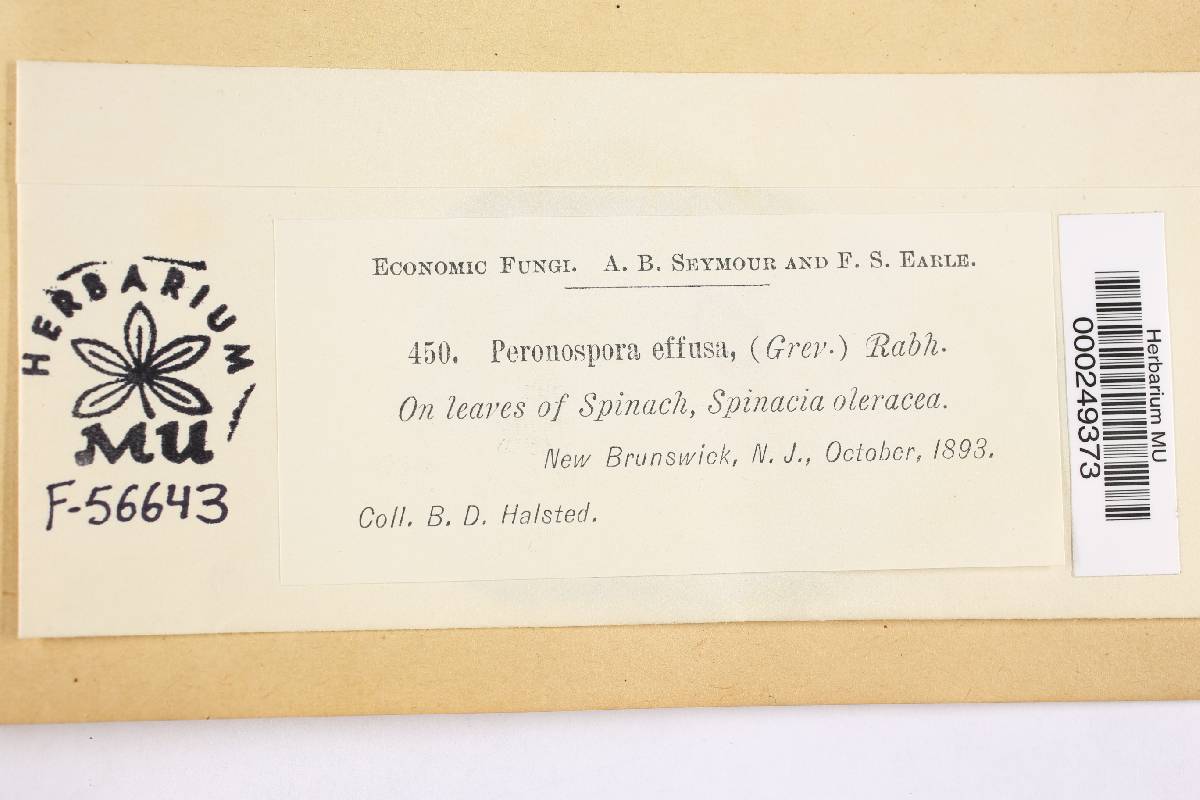 HERBARIUM
MU
F-56643
ECONOMIC FUNGI. A. B. SEYMOUR AND F. S. EARLE.
450. Peronospora effusa, (Grev.) Rabh.
On leaves of Spinach, Spinacia oleracea.
New Brunswick, N. J., October, 1893.
Coll. B. D. Halsted.
Herbarium MU
000249373